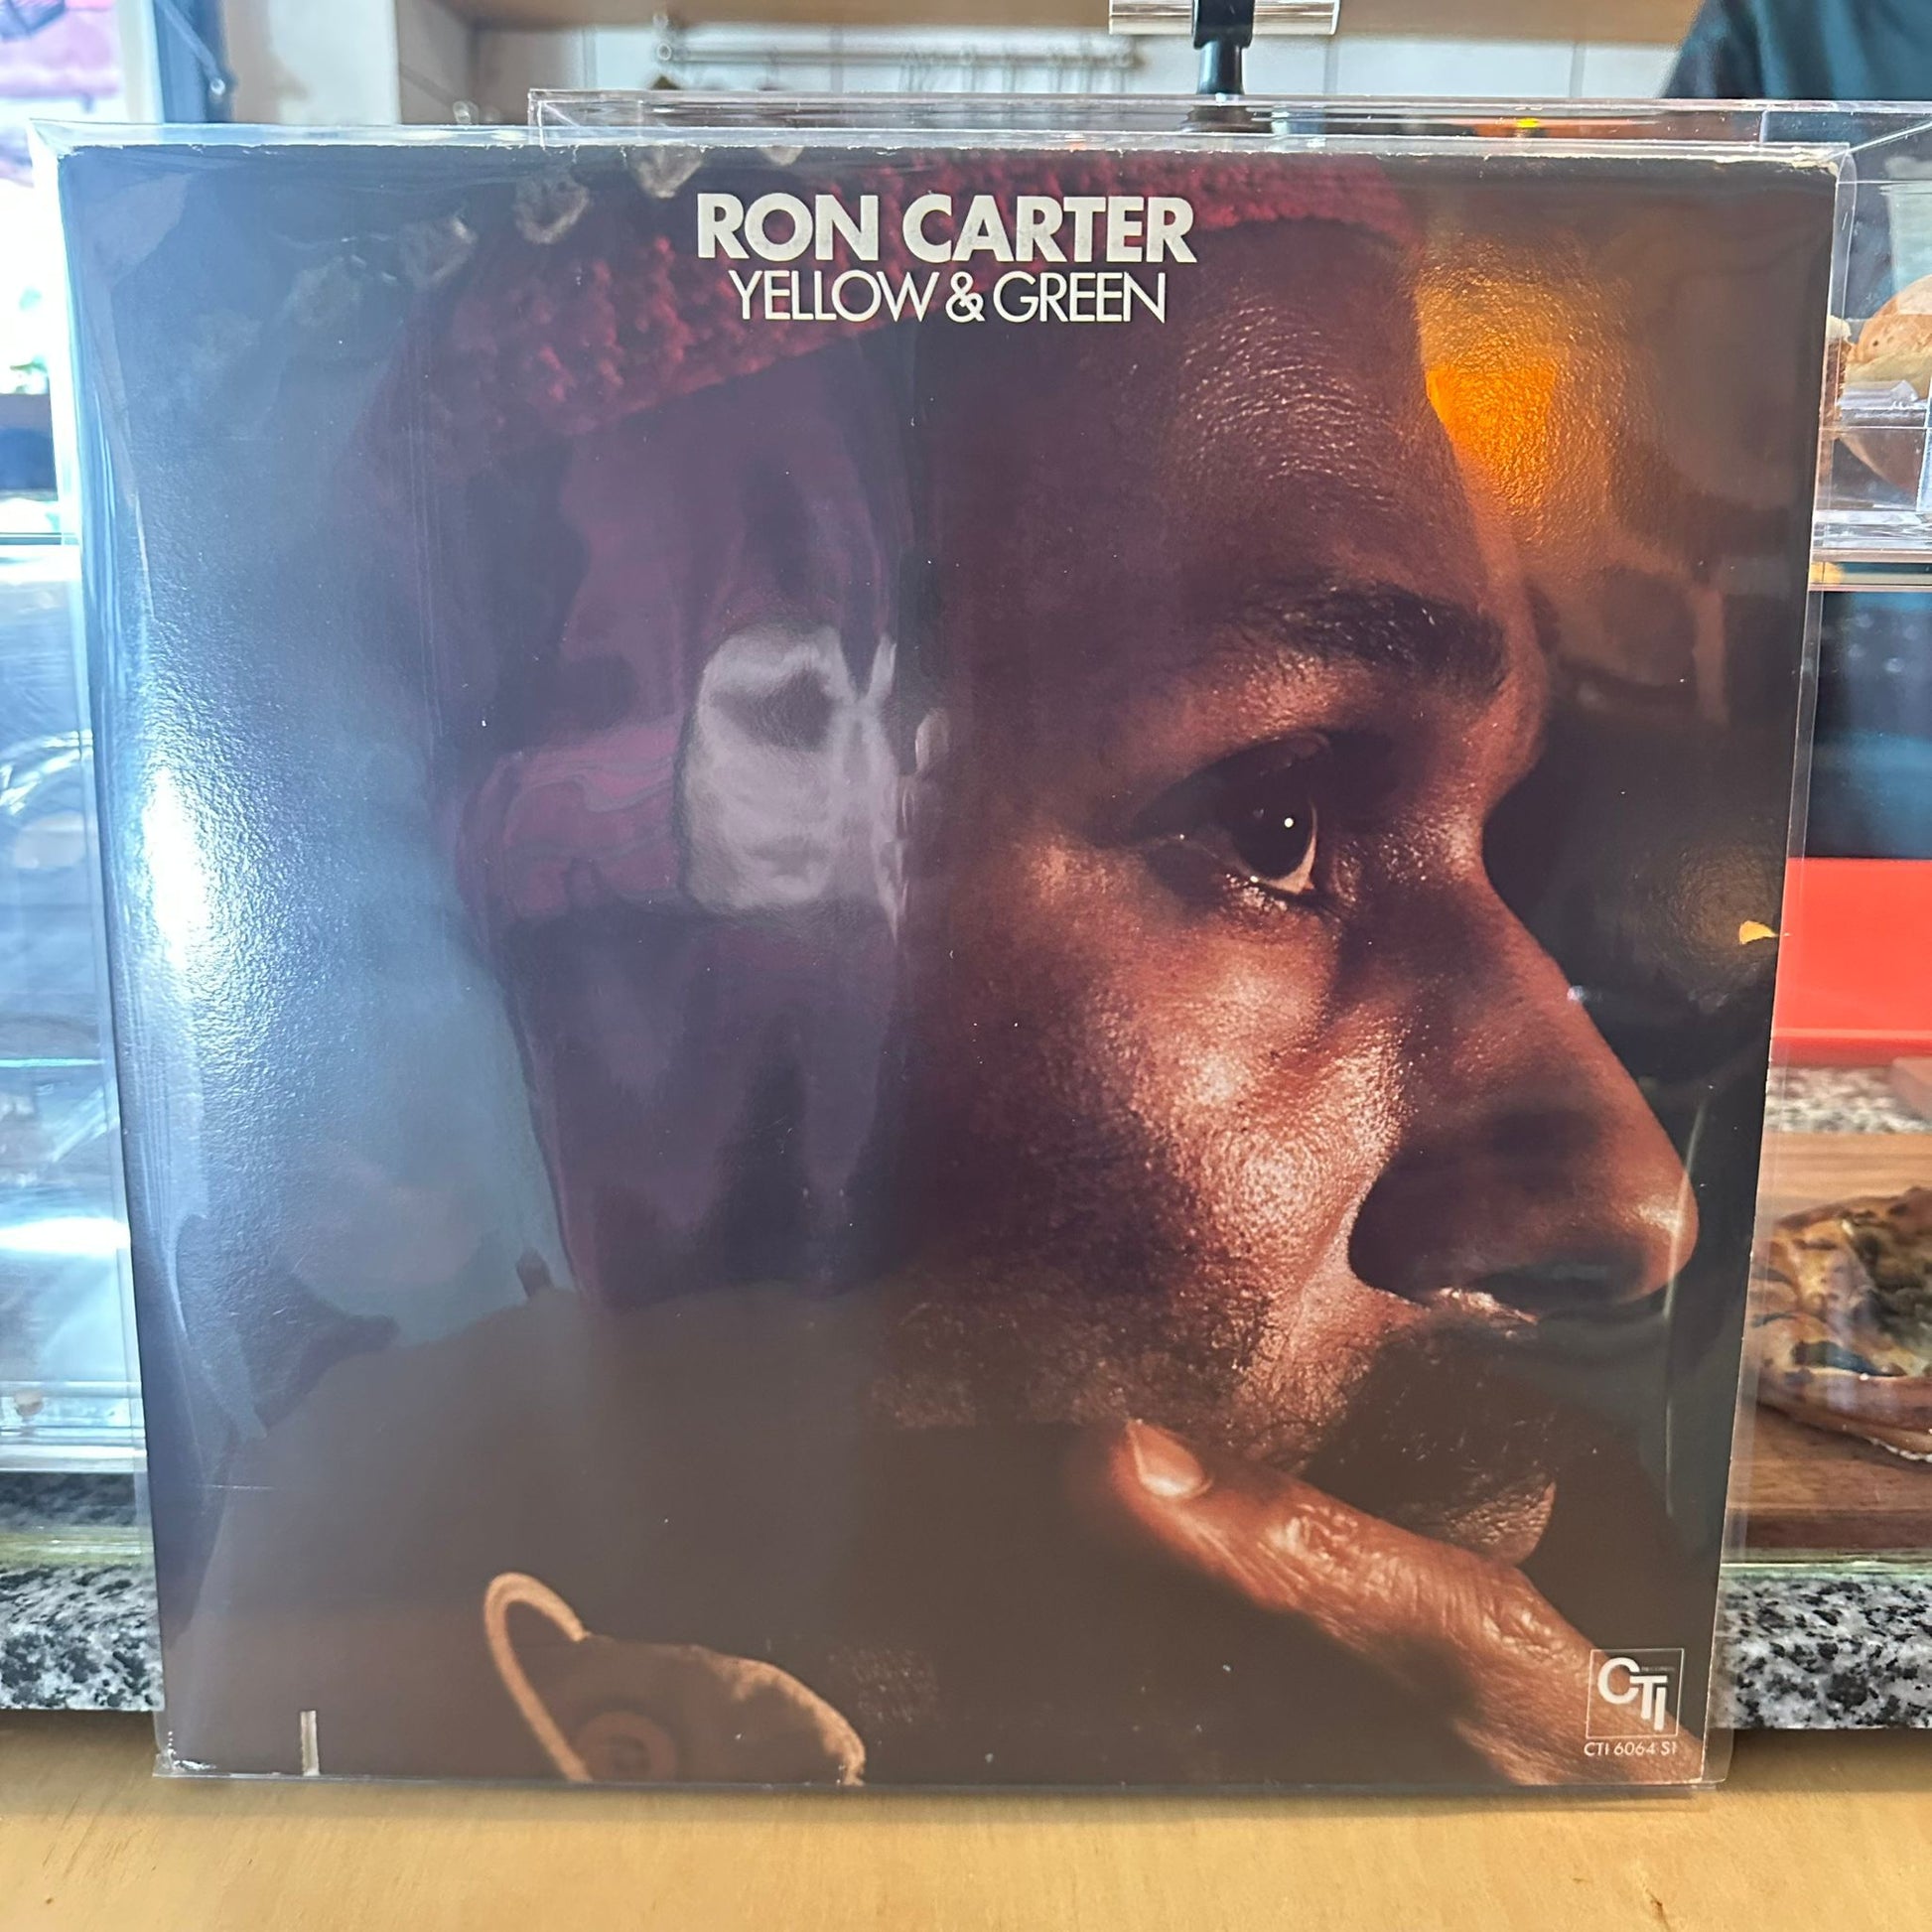 RON CARTER
YELLOW & GREEN
CTI
CTI 6064 S1